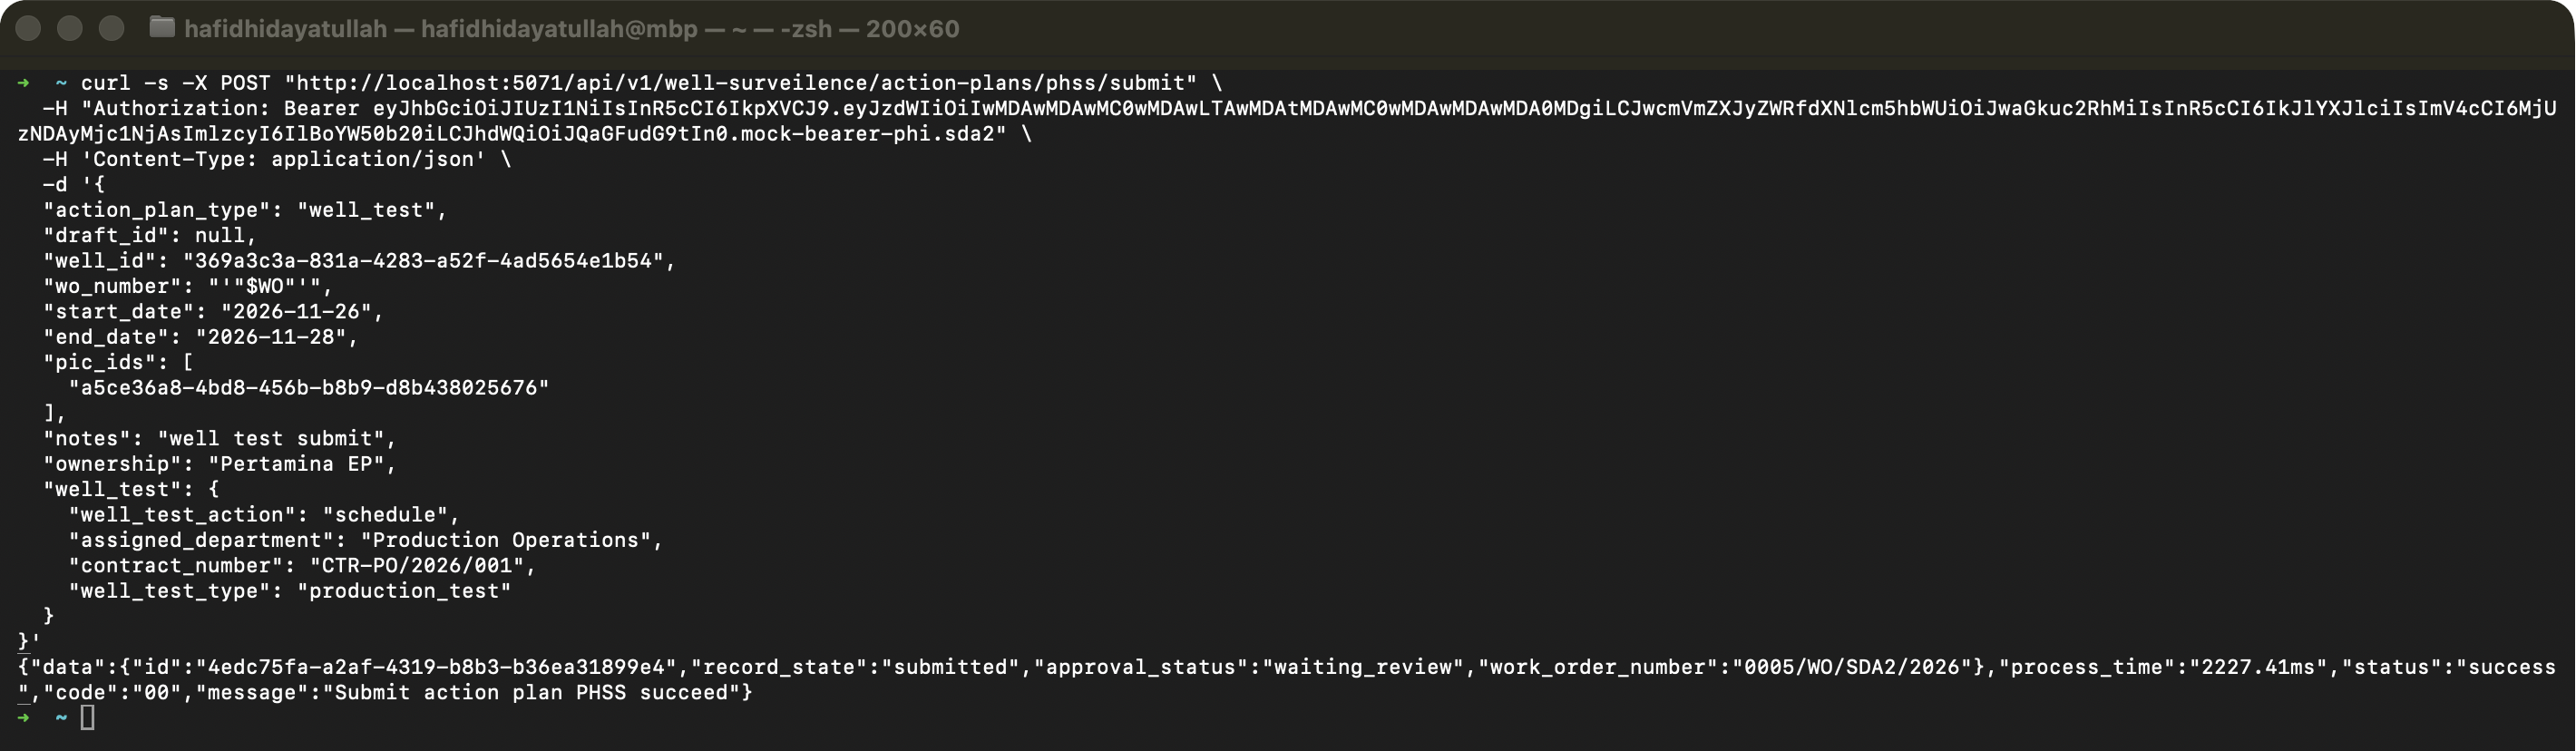 hafidhidayatullah — hafidhidayatullah@mbp — ~ — -zsh — 200×60
➜  ~ curl -s -X POST "http://localhost:5071/api/v1/well-surveilence/action-plans/phss/submit" \
  -H "Authorization: Bearer eyJhbGciOiJIUzI1NiIsInR5cCI6IkpXVCJ9.eyJzdWIiOiIwMDAwMDAwMC0wMDAwLTAwMDAtMDAwMC0wMDAwMDAwMDA0MDgiLCJwcmVmZXJyZWRfdXNlcm5hbWUiOiJwaGkuc2RhMiIsInR5cCI6IkJlYXJlciIsImV4cCI6MjU
zNDAyMjc1NjAsImlzcyI6IlBoYW50b20iLCJhdWQiOiJQaGFudG9tIn0.mock-bearer-phi.sda2" \
  -H 'Content-Type: application/json' \
  -d '{
  "action_plan_type": "well_test",
  "draft_id": null,
  "well_id": "369a3c3a-831a-4283-a52f-4ad5654e1b54",
  "wo_number": "'"$WO"'",
  "start_date": "2026-11-26",
  "end_date": "2026-11-28",
  "pic_ids": [
    "a5ce36a8-4bd8-456b-b8b9-d8b438025676"
  ],
  "notes": "well test submit",
  "ownership": "Pertamina EP",
  "well_test": {
    "well_test_action": "schedule",
    "assigned_department": "Production Operations",
    "contract_number": "CTR-PO/2026/001",
    "well_test_type": "production_test"
  }
}'
{"data":{"id":"4edc75fa-a2af-4319-b8b3-b36ea31899e4","record_state":"submitted","approval_status":"waiting_review","work_order_number":"0005/WO/SDA2/2026"},"process_time":"2227.41ms","status":"success
","code":"00","message":"Submit action plan PHSS succeed"}
➜  ~